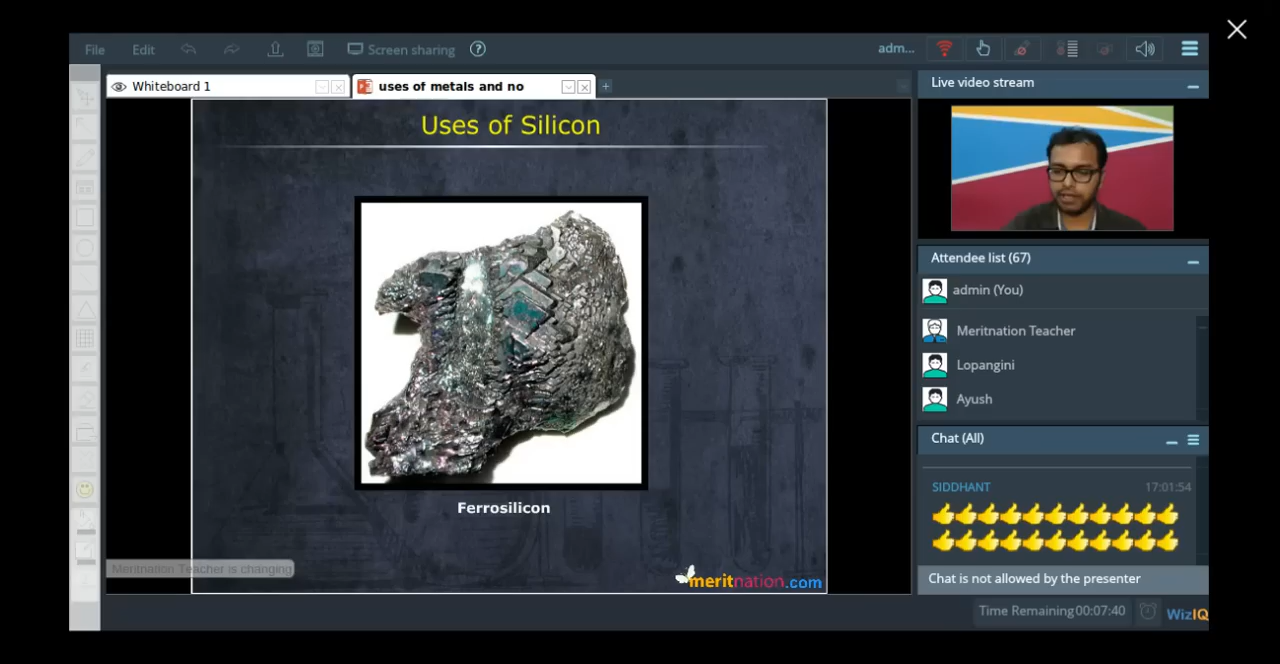 File Edit Screen sharing ? adm...
Whiteboard 1
uses of metals and no
Uses of Silicon
Ferrosilicon
Meritnation Teacher is changing
meritnation.com
Live video stream
Attendee list (67)
admin (You)
Meritnation Teacher
Lopangini
Ayush
Chat (All)
SIDDHANT 17:01:54
Chat is not allowed by the presenter
Time Remaining 00:07:40
WizIQ